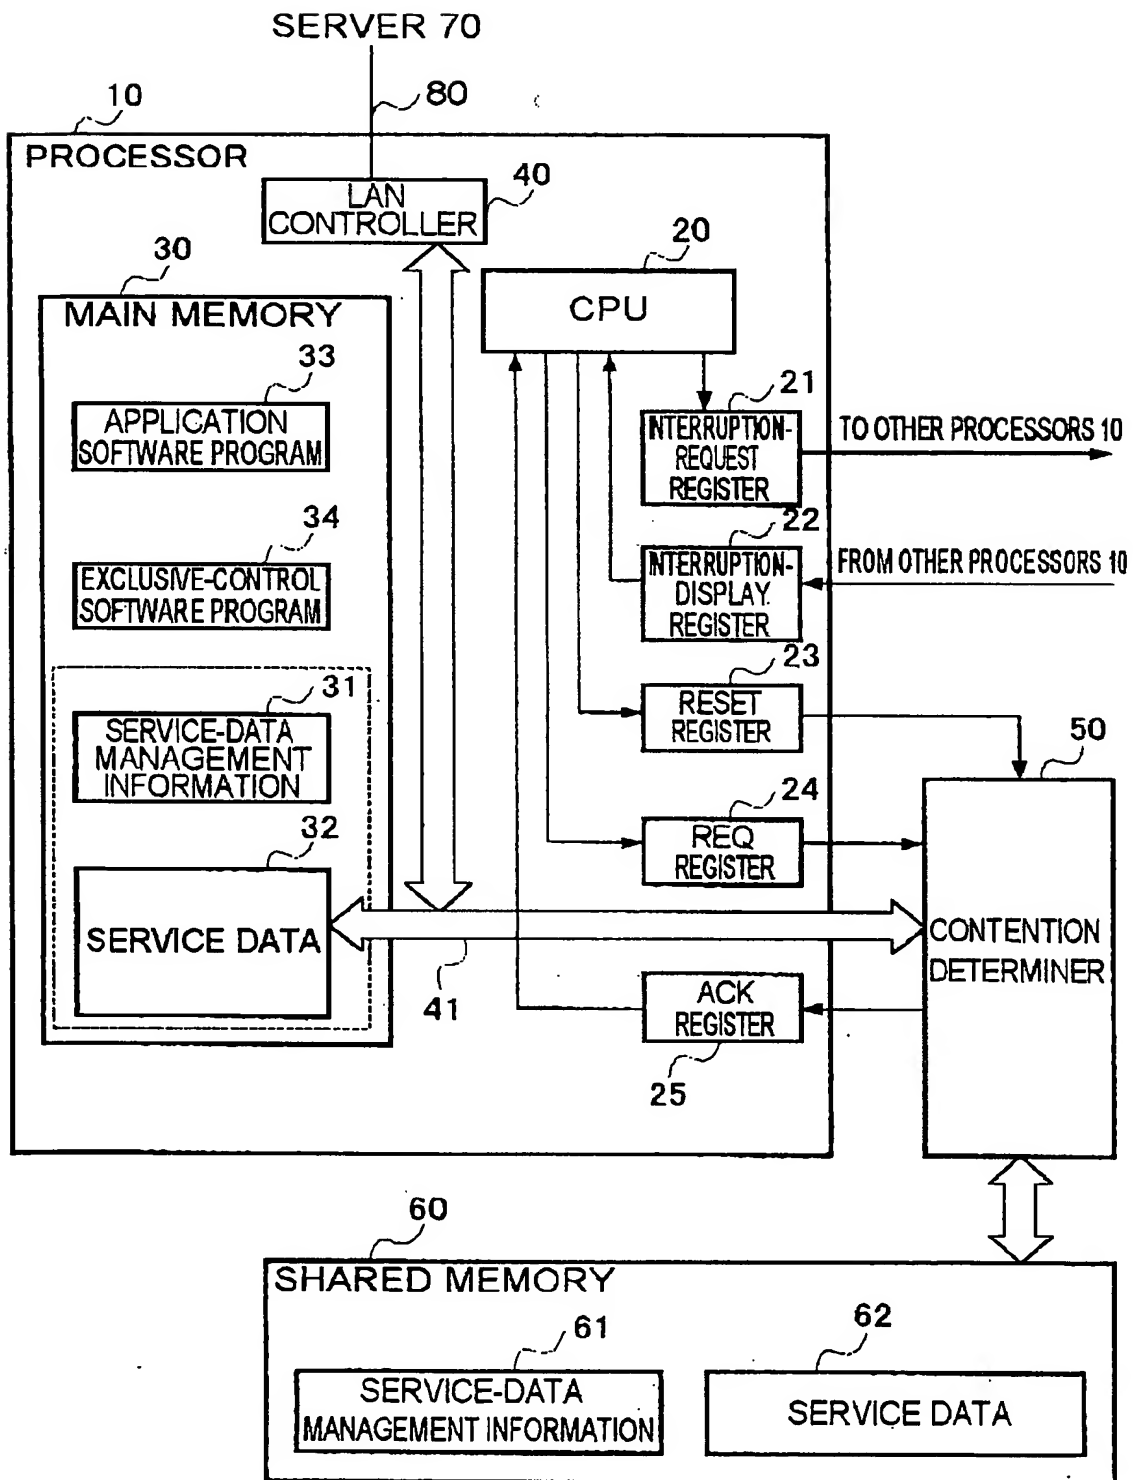 SERVER 70
80
10
PROCESSOR
LAN
CONTROLLER
40
30
MAIN MEMORY
20
CPU
33
APPLICATION
SOFTWARE PROGRAM
21
INTERRUPTION-
REQUEST
REGISTER
TO OTHER PROCESSORS 10
34
EXCLUSIVE-CONTROL
SOFTWARE PROGRAM
22
INTERRUPTION-
DISPLAY
REGISTER
FROM OTHER PROCESSORS 10
31
SERVICE-DATA
MANAGEMENT
INFORMATION
23
RESET
REGISTER
50
24
REQ
REGISTER
32
SERVICE DATA
CONTENTION
DETERMINER
41
ACK
REGISTER
25
60
SHARED MEMORY
61
SERVICE-DATA
MANAGEMENT INFORMATION
62
SERVICE DATA